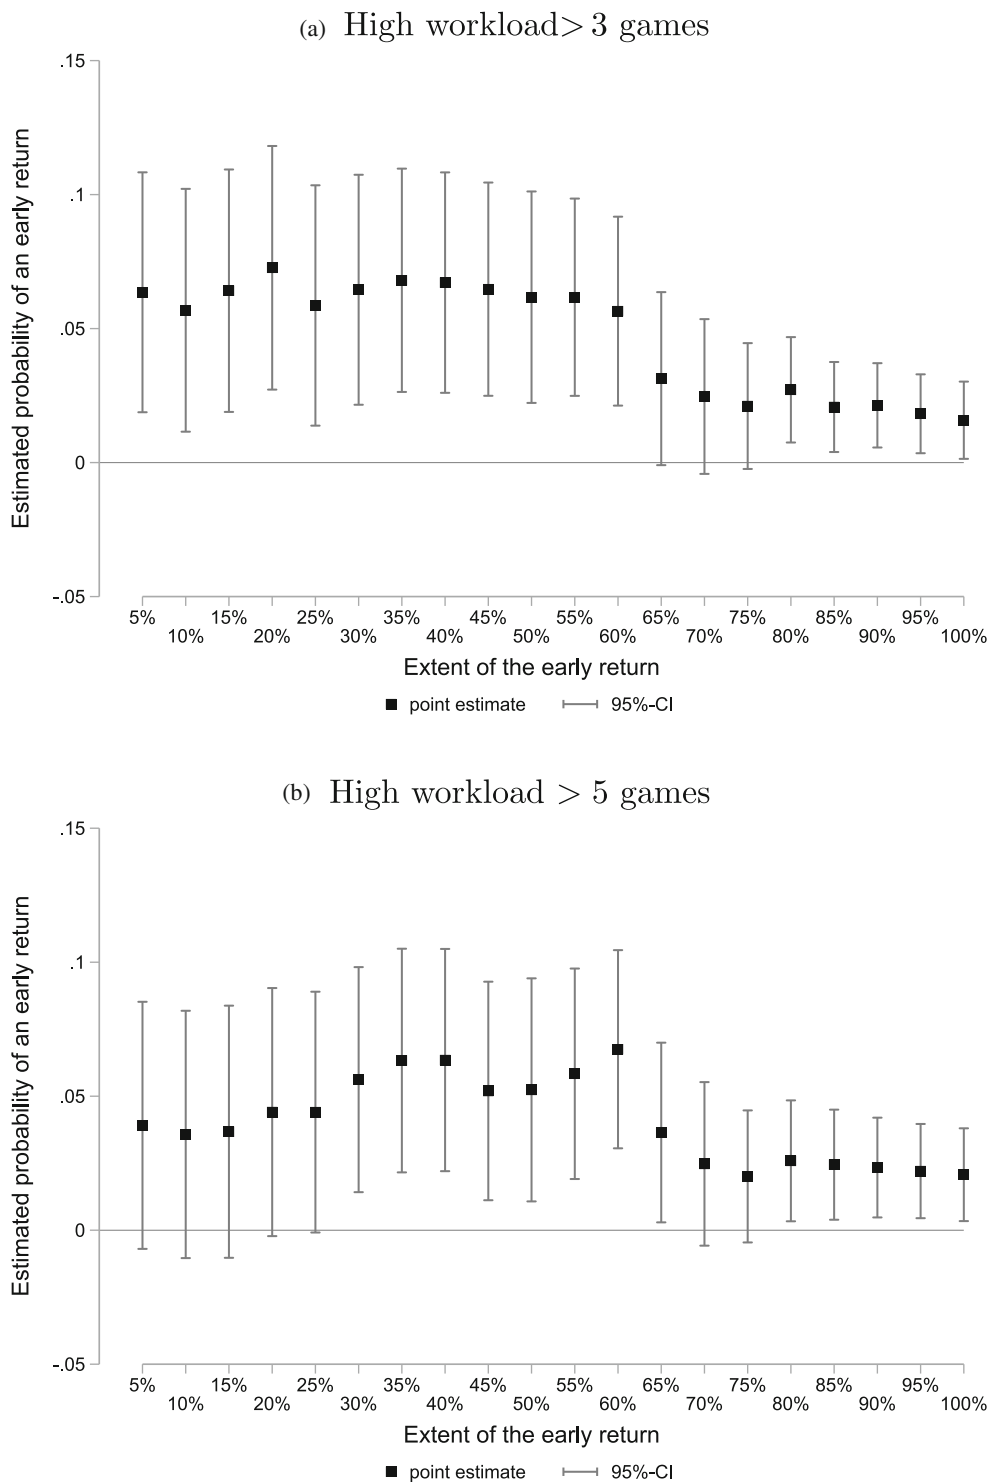 (a) High workload> 3 games
Estimated probability of an early return
.15
.1
.05
0
-.05
5% 15% 25% 35% 45% 55% 65% 75% 85% 95%
10% 20% 30% 40% 50% 60% 70% 80% 90% 100%
Extent of the early return
point estimate 95%-CI
(b) High workload > 5 games
Estimated probability of an early return
.15
.1
.05
0
-.05
5% 15% 25% 35% 45% 55% 65% 75% 85% 95%
10% 20% 30% 40% 50% 60% 70% 80% 90% 100%
Extent of the early return
point estimate 95%-CI